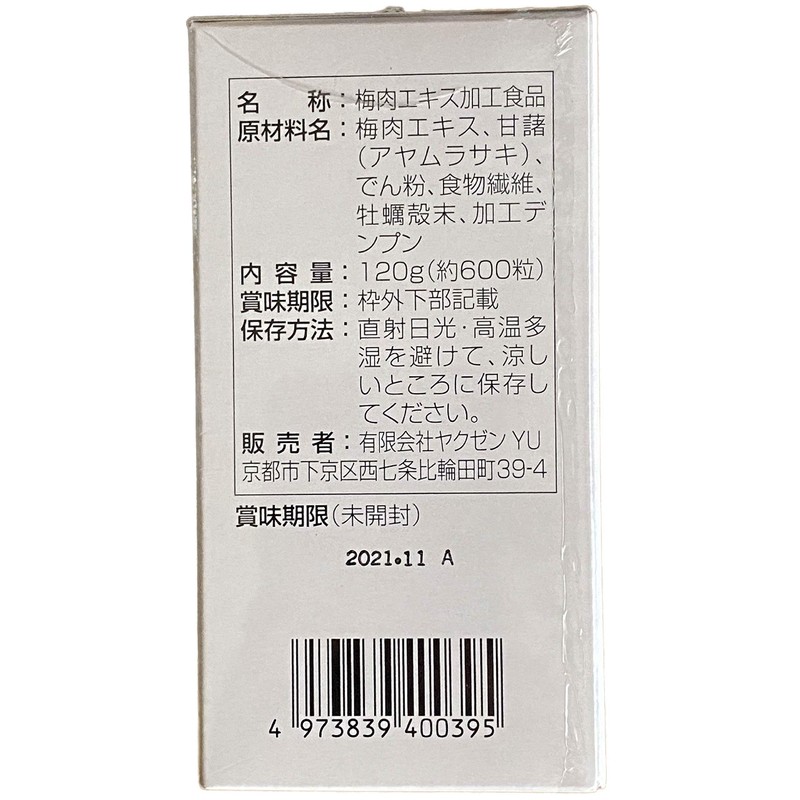 名称：梅肉エキス加工食品
原材料名：梅肉エキス、甘藷
（アヤムラサキ）、
でん粉、食物繊維、
牡蠣殻末、加工デ
ンプン
内容量：120g（約600粒）
賞味期限：枠外下部記載
保存方法：直射日光・高温多
湿を避けて、涼し
いところに保存し
てください。
販売者：有限会社ヤクゼン YU
京都市下京区西七条比輪田町39-4
賞味期限（未開封）
2021.11 A
4 973839 400395